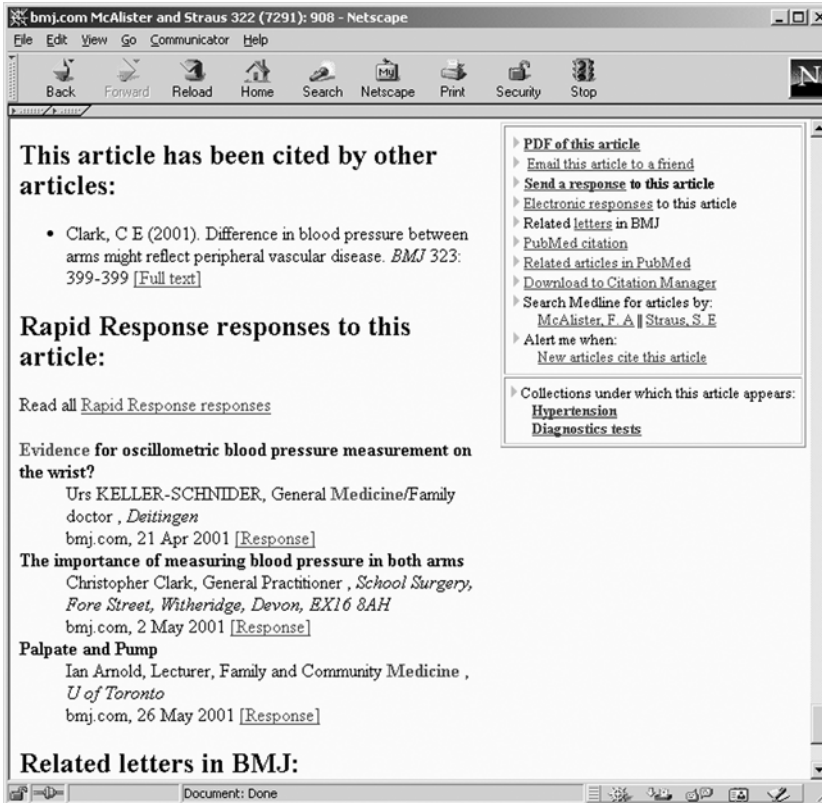 bmj.com McAlister and Straus 322 (7291): 908 - Netscape
File Edit View Go Communicator Help
My
N
Back Forward Reload Home Search Netscape Print Security Stop
This article has been cited by other
articles:
• Clark, C E (2001). Difference in blood pressure between
arms might reflect peripheral vascular disease. BMJ 323:
399-399 [Full text]
Rapid Response responses to this
article:
Read all Rapid Response responses
Evidence for oscillometric blood pressure measurement on
the wrist?
Urs KELLER-SCHNIDER, General Medicine/Family
doctor , Deitingen
bmj.com, 21 Apr 2001 [Response]
The importance of measuring blood pressure in both arms
Christopher Clark, General Practitioner , School Surgery,
Fore Street, Witheridge, Devon, EX16 8AH
bmj.com, 2 May 2001 [Response]
Palpate and Pump
Ian Arnold, Lecturer, Family and Community Medicine ,
U of Toronto
bmj.com, 26 May 2001 [Response]
Related letters in BMJ:
PDF of this article
Email this article to a friend
Send a response to this article
Electronic responses to this article
Related letters in BMJ
PubMed citation
Related articles in PubMed
Download to Citation Manager
Search Medline for articles by:
McAlister, F. A || Straus, S. E
Alert me when:
New articles cite this article
Collections under which this article appears:
Hypertension
Diagnostics tests
Document: Done